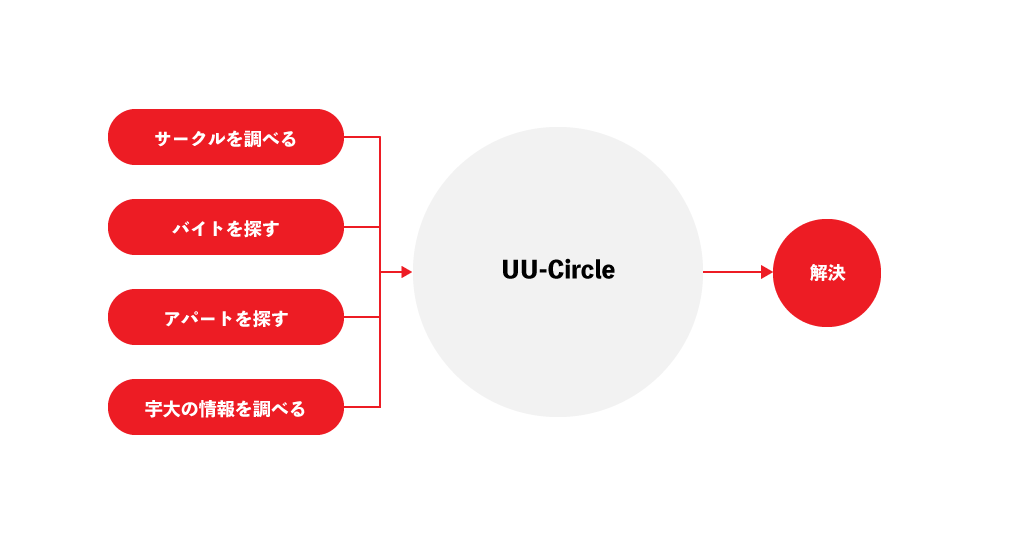 サークルを調べる
バイトを探す
アパートを探す
宇大の情報を調べる
UU-Circle
解決